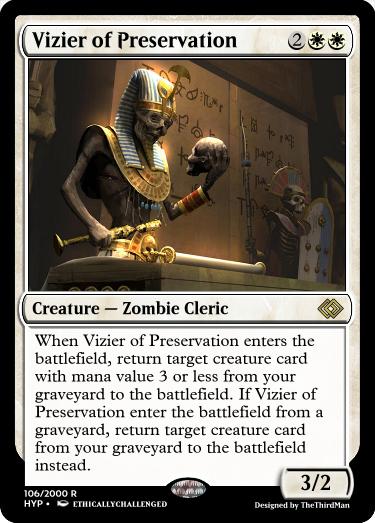 Vizier of Preservation 2
Creature — Zombie Cleric
When Vizier of Preservation enters the
battlefield, return target creature card
with mana value 3 or less from your
graveyard to the battlefield. If Vizier of
Preservation enter the battlefield from a
graveyard, return target creature card
from your graveyard to the battlefield
instead.
3/2
106/2000 R
HYP • ETHICALLYCHALLENGED
Designed by TheThirdMan